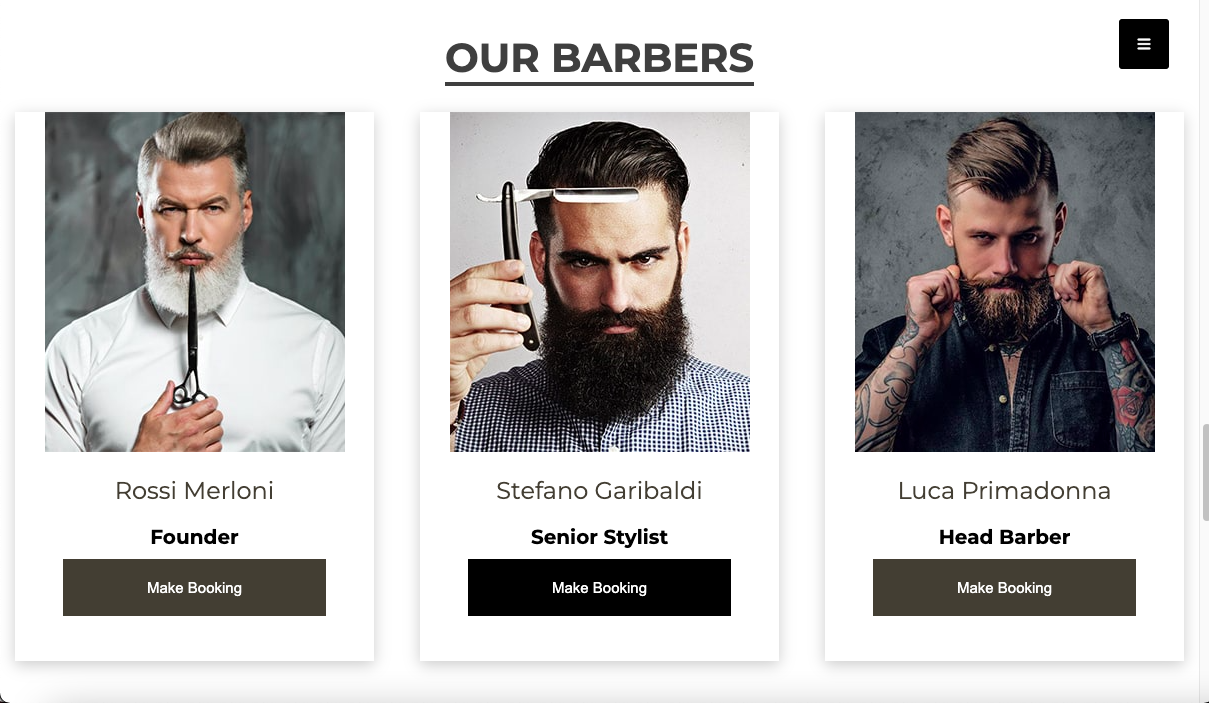 OUR BARBERS
Rossi Merloni
Founder
Make Booking
Stefano Garibaldi
Senior Stylist
Make Booking
Luca Primadonna
Head Barber
Make Booking